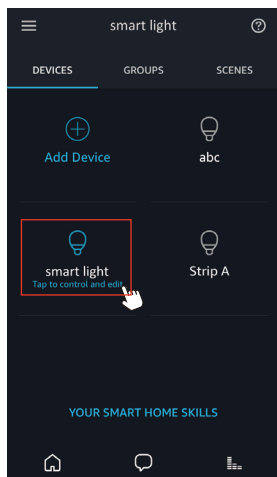 smart light
DEVICES GROUPS SCENES
Add Device abc
smart light Strip A
Tap to control and edit
YOUR SMART HOME SKILLS